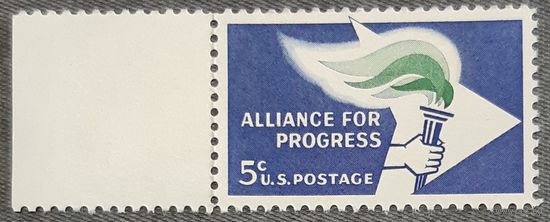 ALLIANCE FOR
PROGRESS
5c
U.S. POSTAGE